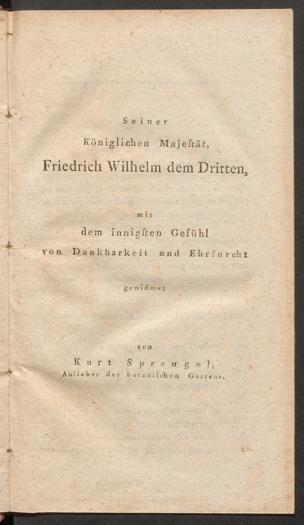 Seiner
Königlichen Majeſtät,
Friedrich Wilhelm dem Dritten,
mit
dem innigſten Gefühl
von Dankbarkeit und Ehrfurcht
gewidmet
von
Kurt Sprengel,
Aufſeher des botaniſchen Gartens.